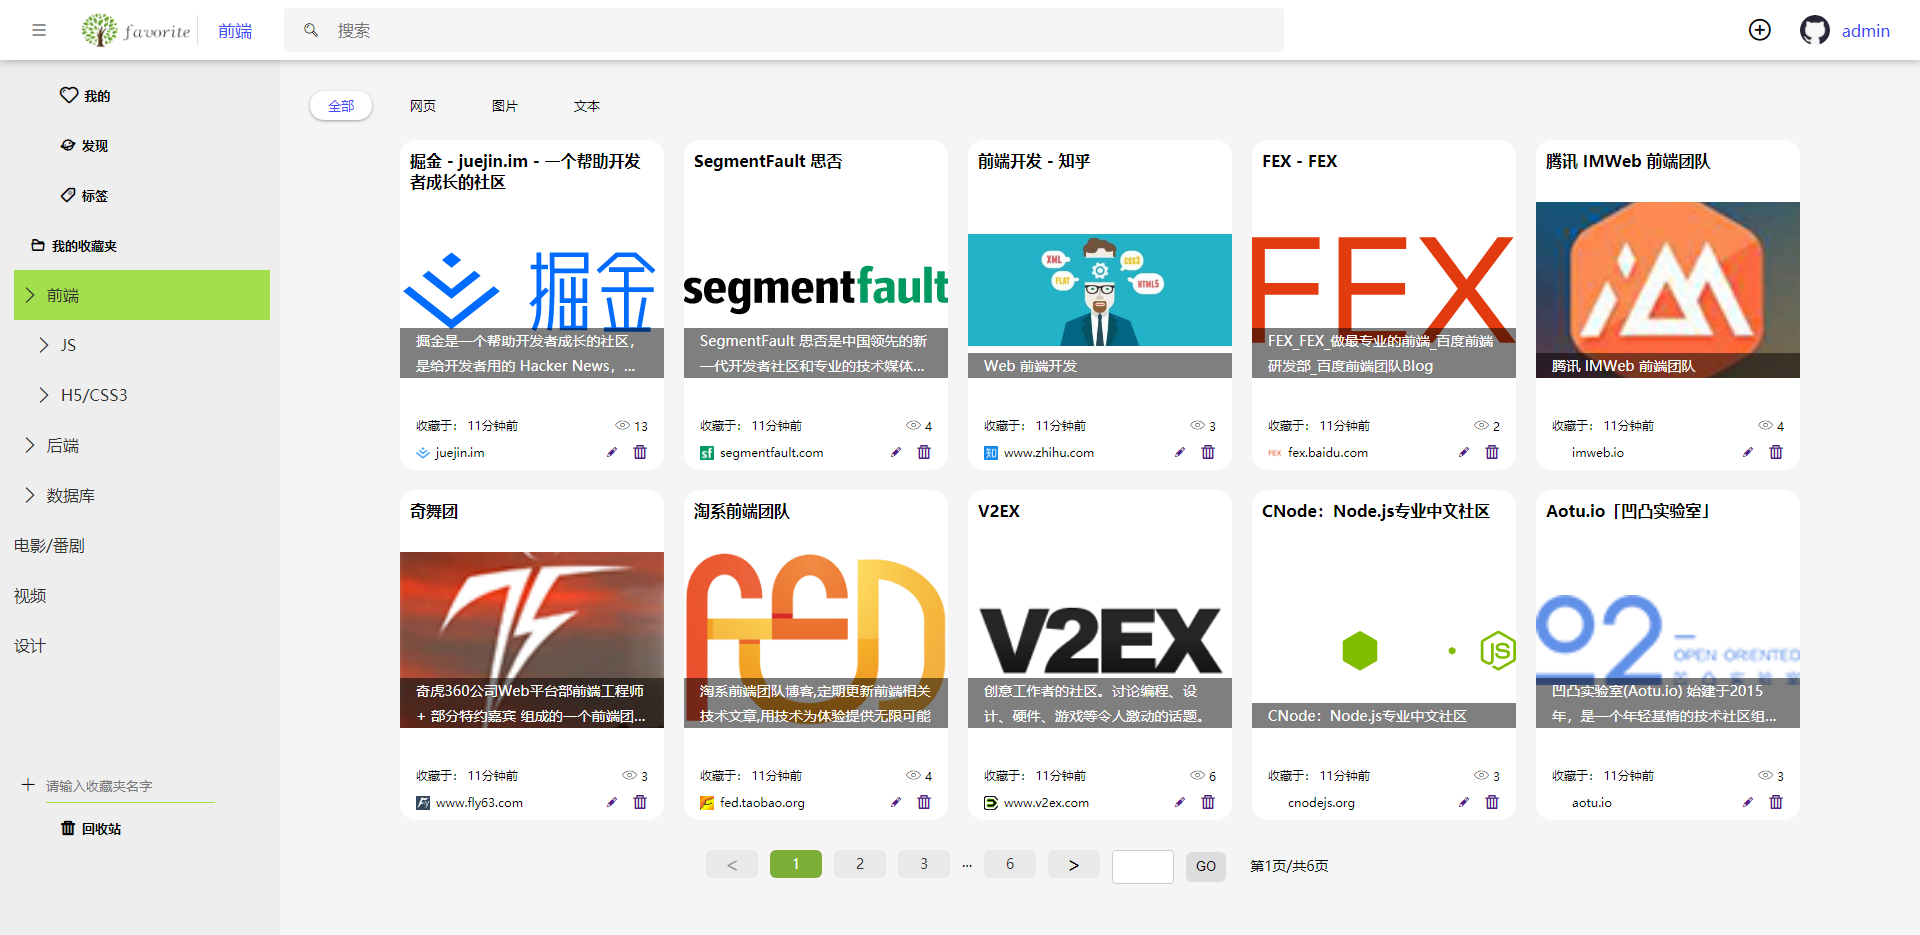 favorite
前端
搜索
admin
我的
发现
标签
我的收藏夹
前端
JS
H5/CSS3
后端
数据库
电影/番剧
视频
设计
请输入收藏夹名字
回收站
全部
网页
图片
文本
掘金 - juejin.im - 一个帮助开发
者成长的社区
掘金
掘金是一个帮助开发者成长的社区，
是给开发者用的 Hacker News，...
收藏于： 11分钟前
13
juejin.im
SegmentFault 思否
segmentfault
SegmentFault 思否是中国领先的新
一代开发者社区和专业的技术媒体...
收藏于： 11分钟前
4
sf
segmentfault.com
前端开发 - 知乎
XML
CSS3
FLAT
HTML5
Web 前端开发
收藏于： 11分钟前
3
知
www.zhihu.com
FEX - FEX
FEX
FEX_FEX_做最专业的前端_百度前端
研发部_百度前端团队Blog
收藏于： 11分钟前
2
FEX
fex.baidu.com
腾讯 IMWeb 前端团队
iM
腾讯 IMWeb 前端团队
收藏于： 11分钟前
4
imweb.io
奇舞团
75
奇虎360公司Web平台部前端工程师
+ 部分特约嘉宾 组成的一个前端团...
收藏于： 11分钟前
3
www.fly63.com
淘系前端团队
FED
淘系前端团队博客,定期更新前端相关
技术文章,用技术为体验提供无限可能
收藏于： 11分钟前
4
fed.taobao.org
V2EX
V2EX
创意工作者的社区。讨论编程、设
计、硬件、游戏等令人激动的话题。
收藏于： 11分钟前
6
www.v2ex.com
CNode：Node.js专业中文社区
JS
CNode：Node.js专业中文社区
收藏于： 11分钟前
3
cnodejs.org
Aotu.io「凹凸实验室」
O2
OPEN ORIENTED
凹凸实验室
凹凸实验室(Aotu.io) 始建于2015
年，是一个年轻基情的技术社区组...
收藏于： 11分钟前
3
aotu.io
< 1 2 3 ... 6 > GO 第1页/共6页